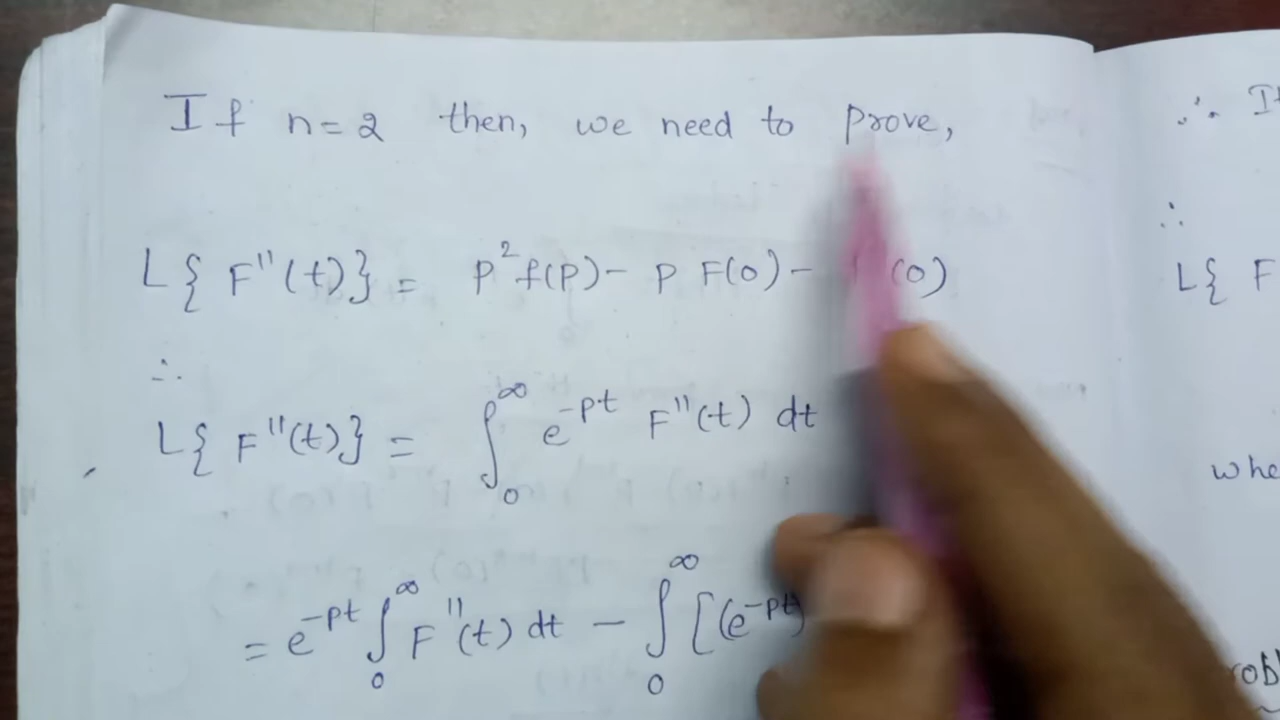 If n=2 then, we need to prove,
L{ F''(t)} = p²f(p) - p F(0) - (0)
∴
L{ F''(t)} = ∫₀^∞ e^{-pt} F''(t) dt
= e^{-pt} ∫₀^∞ F''(t) dt - ∫₀^∞ [(e^{-pt})
∴
∴
L{ F